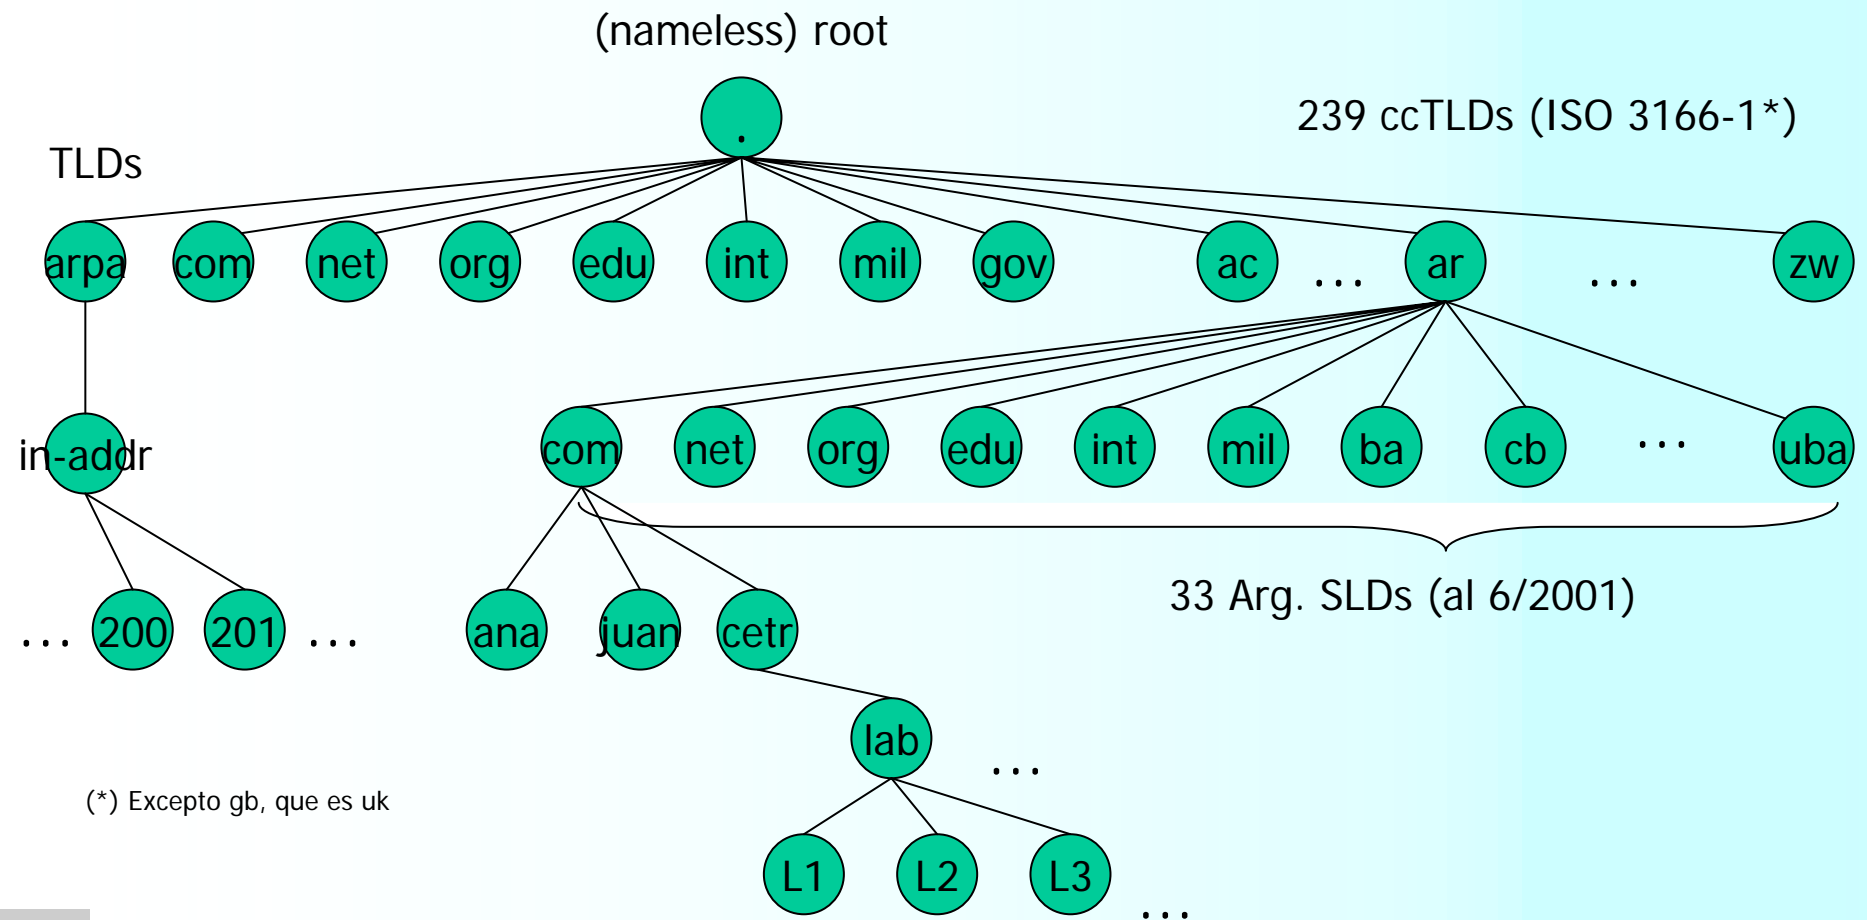 (nameless) root
.
239 ccTLDs (ISO 3166-1*)
TLDs
arpa com net org edu int mil gov ac ... ar ... zw
in-addr com net org edu int mil ba cb ... uba
33 Arg. SLDs (al 6/2001)
... 200 201 ... ana juan cetr
lab ...
(*) Excepto gb, que es uk
L1 L2 L3 ...